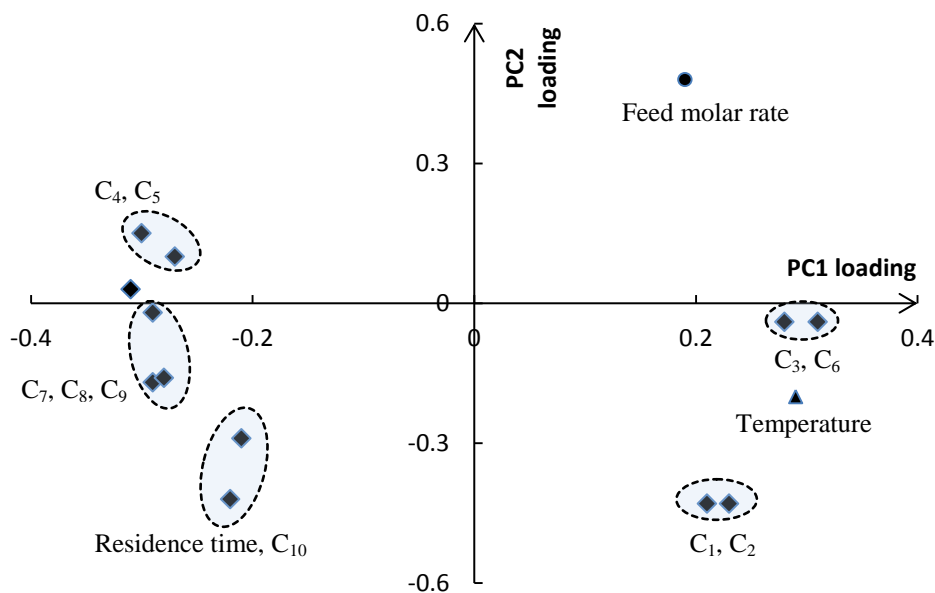 0.6
PC2
loading
Feed molar rate
0.3
C₄, C₅
PC1 loading
0
-0.4
-0.2
0
0.2
0.4
C₃, C₆
C₇, C₈, C₉
Temperature
-0.3
Residence time, C₁₀
C₁, C₂
-0.6